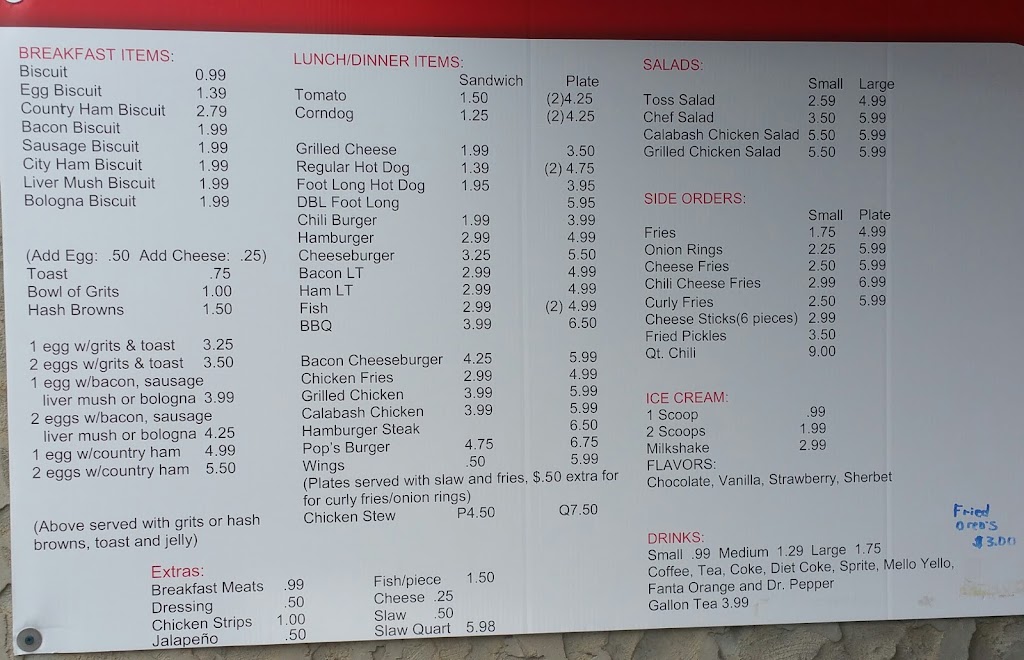 BREAKFAST ITEMS:
Biscuit 0.99
Egg Biscuit 1.39
County Ham Biscuit 2.79
Bacon Biscuit 1.99
Sausage Biscuit 1.99
City Ham Biscuit 1.99
Liver Mush Biscuit 1.99
Bologna Biscuit 1.99
(Add Egg: .50 Add Cheese: .25)
Toast .75
Bowl of Grits 1.00
Hash Browns 1.50
1 egg w/grits & toast 3.25
2 eggs w/grits & toast 3.50
1 egg w/bacon, sausage
liver mush or bologna 3.99
2 eggs w/bacon, sausage
liver mush or bologna 4.25
1 egg w/country ham 4.99
2 eggs w/country ham 5.50
(Above served with grits or hash
browns, toast and jelly)
LUNCH/DINNER ITEMS:
Sandwich Plate
Tomato 1.50 (2)4.25
Corndog 1.25 (2)4.25
Grilled Cheese 1.99 3.50
Regular Hot Dog 1.39 (2) 4.75
Foot Long Hot Dog 1.95 3.95
DBL Foot Long 5.95
Chili Burger 1.99 3.99
Hamburger 2.99 4.99
Cheeseburger 3.25 5.50
Bacon LT 2.99 4.99
Ham LT 2.99 4.99
Fish 2.99 (2) 4.99
BBQ 3.99 6.50
Bacon Cheeseburger 4.25 5.99
Chicken Fries 2.99 4.99
Grilled Chicken 3.99 5.99
Calabash Chicken 3.99 5.99
Hamburger Steak 6.50
Pop's Burger 4.75 6.75
Wings .50 5.99
(Plates served with slaw and fries, $.50 extra for
for curly fries/onion rings)
Chicken Stew P4.50 Q7.50
Extras:
Breakfast Meats .99
Dressing .50
Chicken Strips 1.00
Jalapeño .50
Fish/piece 1.50
Cheese .25
Slaw .50
Slaw Quart 5.98
SALADS:
Small Large
Toss Salad 2.59 4.99
Chef Salad 3.50 5.99
Calabash Chicken Salad 5.50 5.99
Grilled Chicken Salad 5.50 5.99
SIDE ORDERS:
Small Plate
Fries 1.75 4.99
Onion Rings 2.25 5.99
Cheese Fries 2.50 5.99
Chili Cheese Fries 2.99 6.99
Curly Fries 2.50 5.99
Cheese Sticks(6 pieces) 2.99
Fried Pickles 3.50
Qt. Chili 9.00
ICE CREAM:
1 Scoop .99
2 Scoops 1.99
Milkshake 2.99
FLAVORS:
Chocolate, Vanilla, Strawberry, Sherbet
Fried
oreo's
$3.00
DRINKS:
Small .99 Medium 1.29 Large 1.75
Coffee, Tea, Coke, Diet Coke, Sprite, Mello Yello,
Fanta Orange and Dr. Pepper
Gallon Tea 3.99